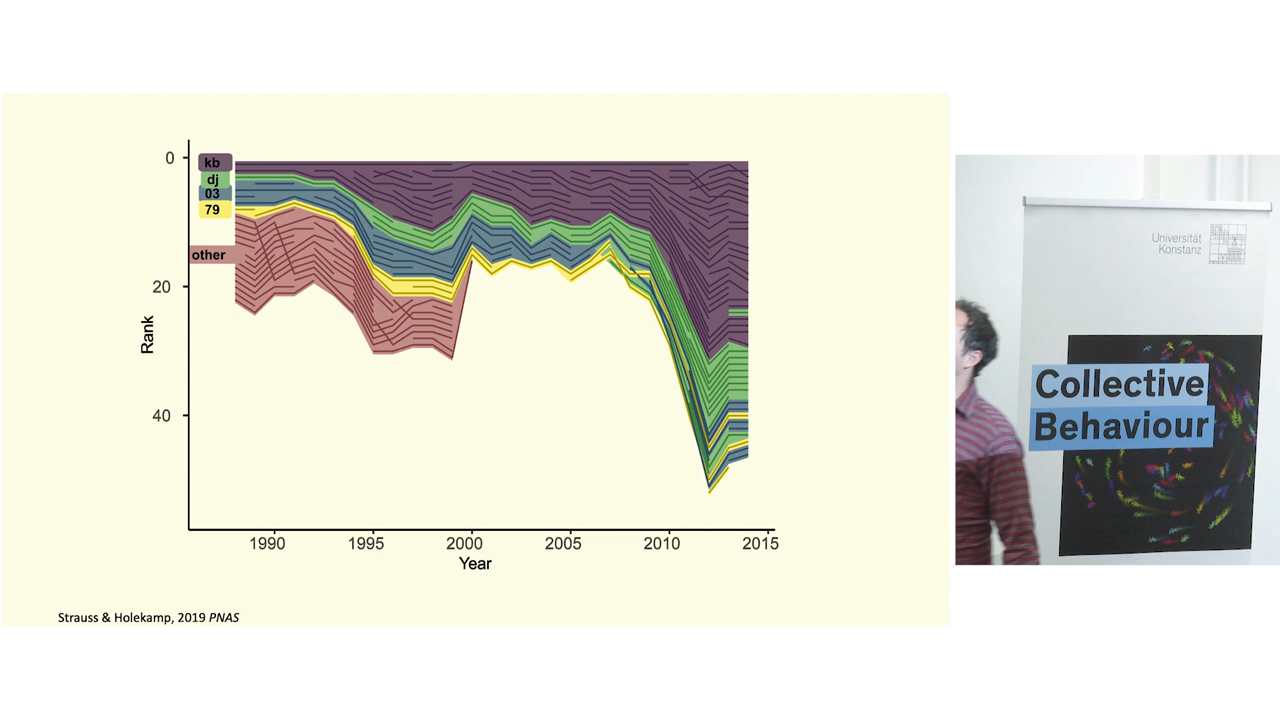 0
20
40
Rank
kb
dj
03
79
other
1990 1995 2000 2005 2010 2015
Year
Strauss & Holekamp, 2019 PNAS
Universität
Konstanz
Collective
Behaviour